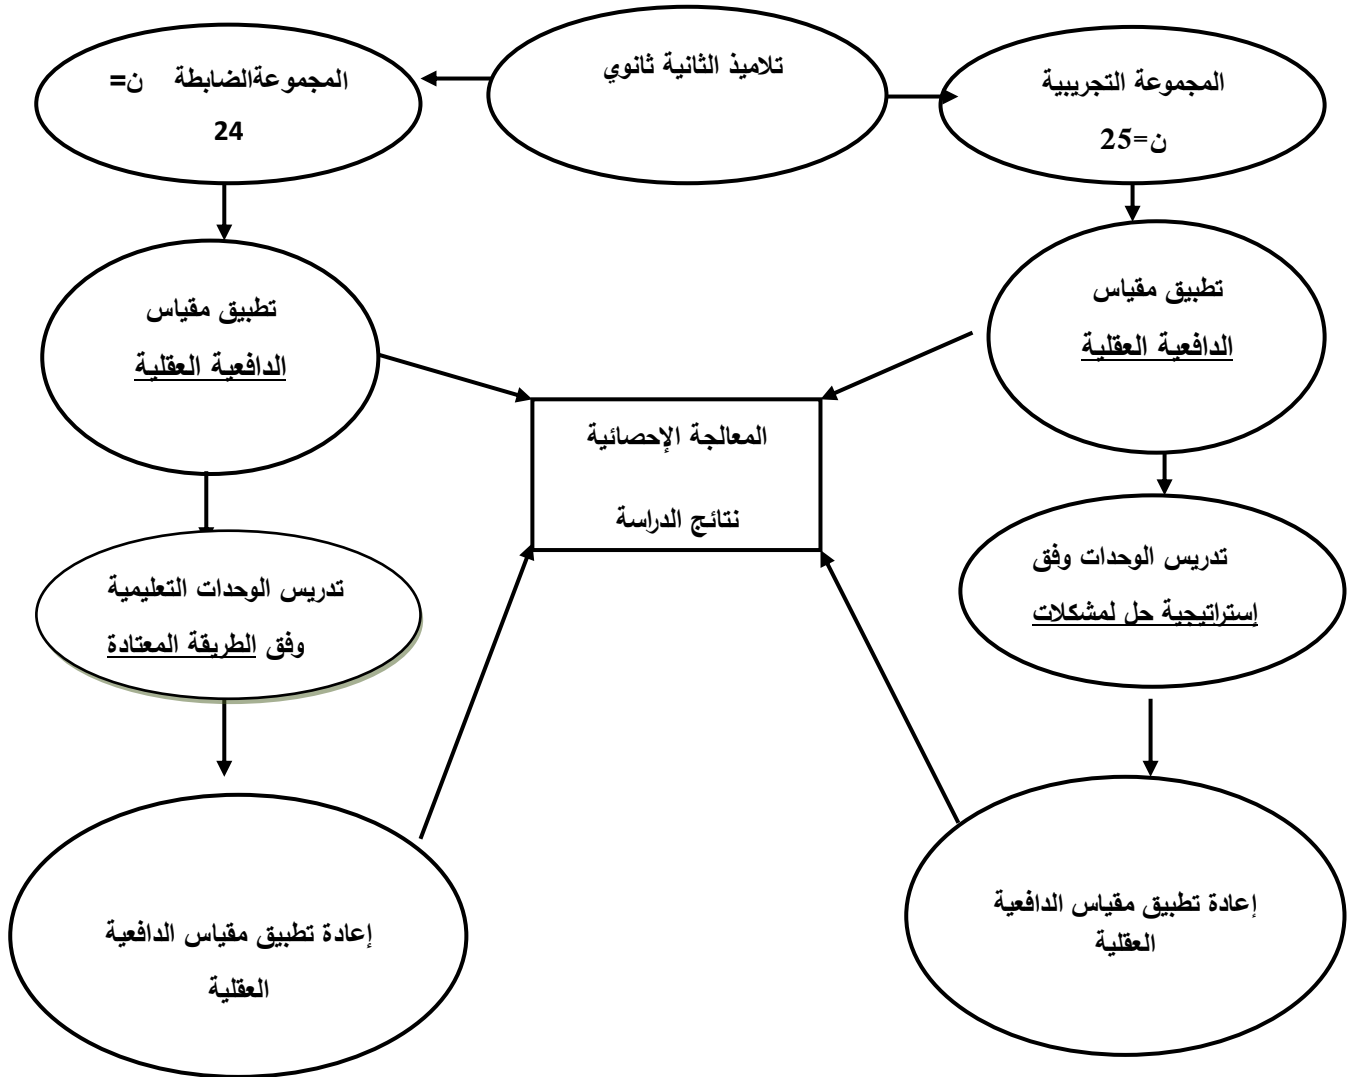 تلاميذ الثانية ثانوي
المجموعة التجريبية
ن=25
المجموعةالضابطة ن=
24
تطبيق مقياس
الدافعية العقلية
تطبيق مقياس
الدافعية العقلية
المعالجة الإحصائية
نتائج الدراسة
تدريس الوحدات وفق
إستراتيجية حل لمشكلات
تدريس الوحدات التعليمية
وفق الطريقة المعتادة
إعادة تطبيق مقياس الدافعية
العقلية
إعادة تطبيق مقياس الدافعية
العقلية